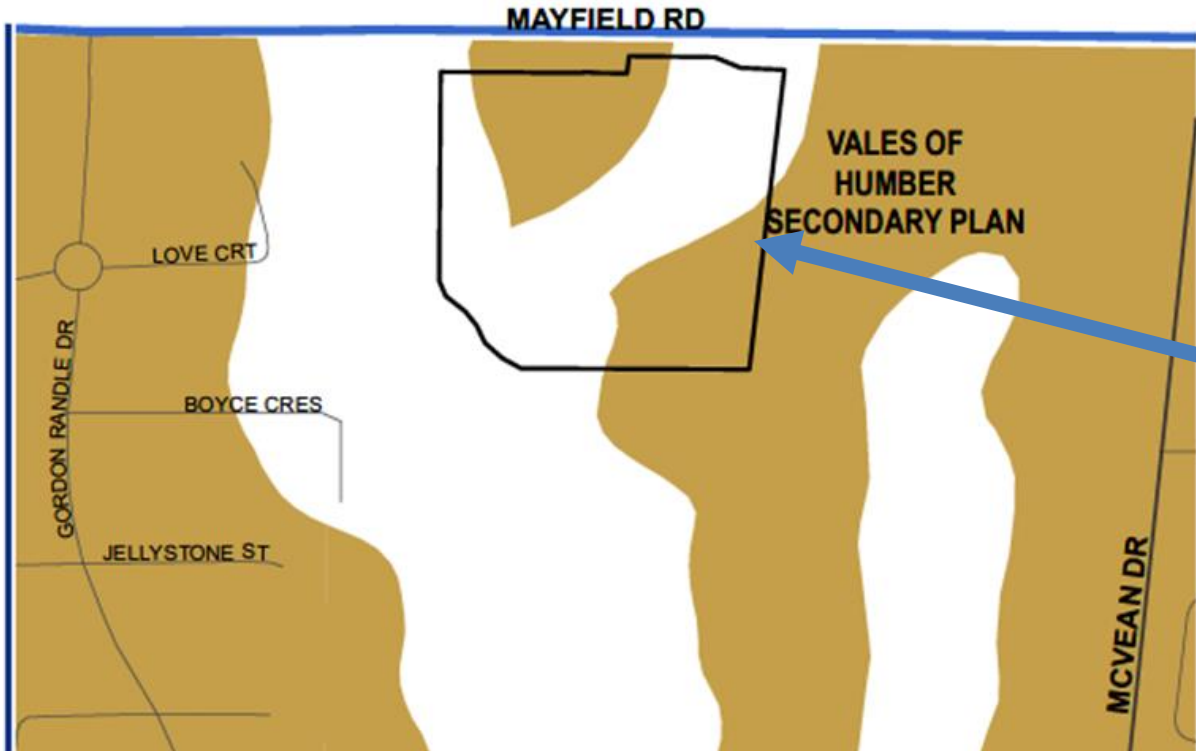 MAYFIELD RD
VALES OF
HUMBER
SECONDARY PLAN
LOVE CRT
GORDON RANDLE DR
BOYCE CRES
JELLYSTONE ST
MCVEAN DR